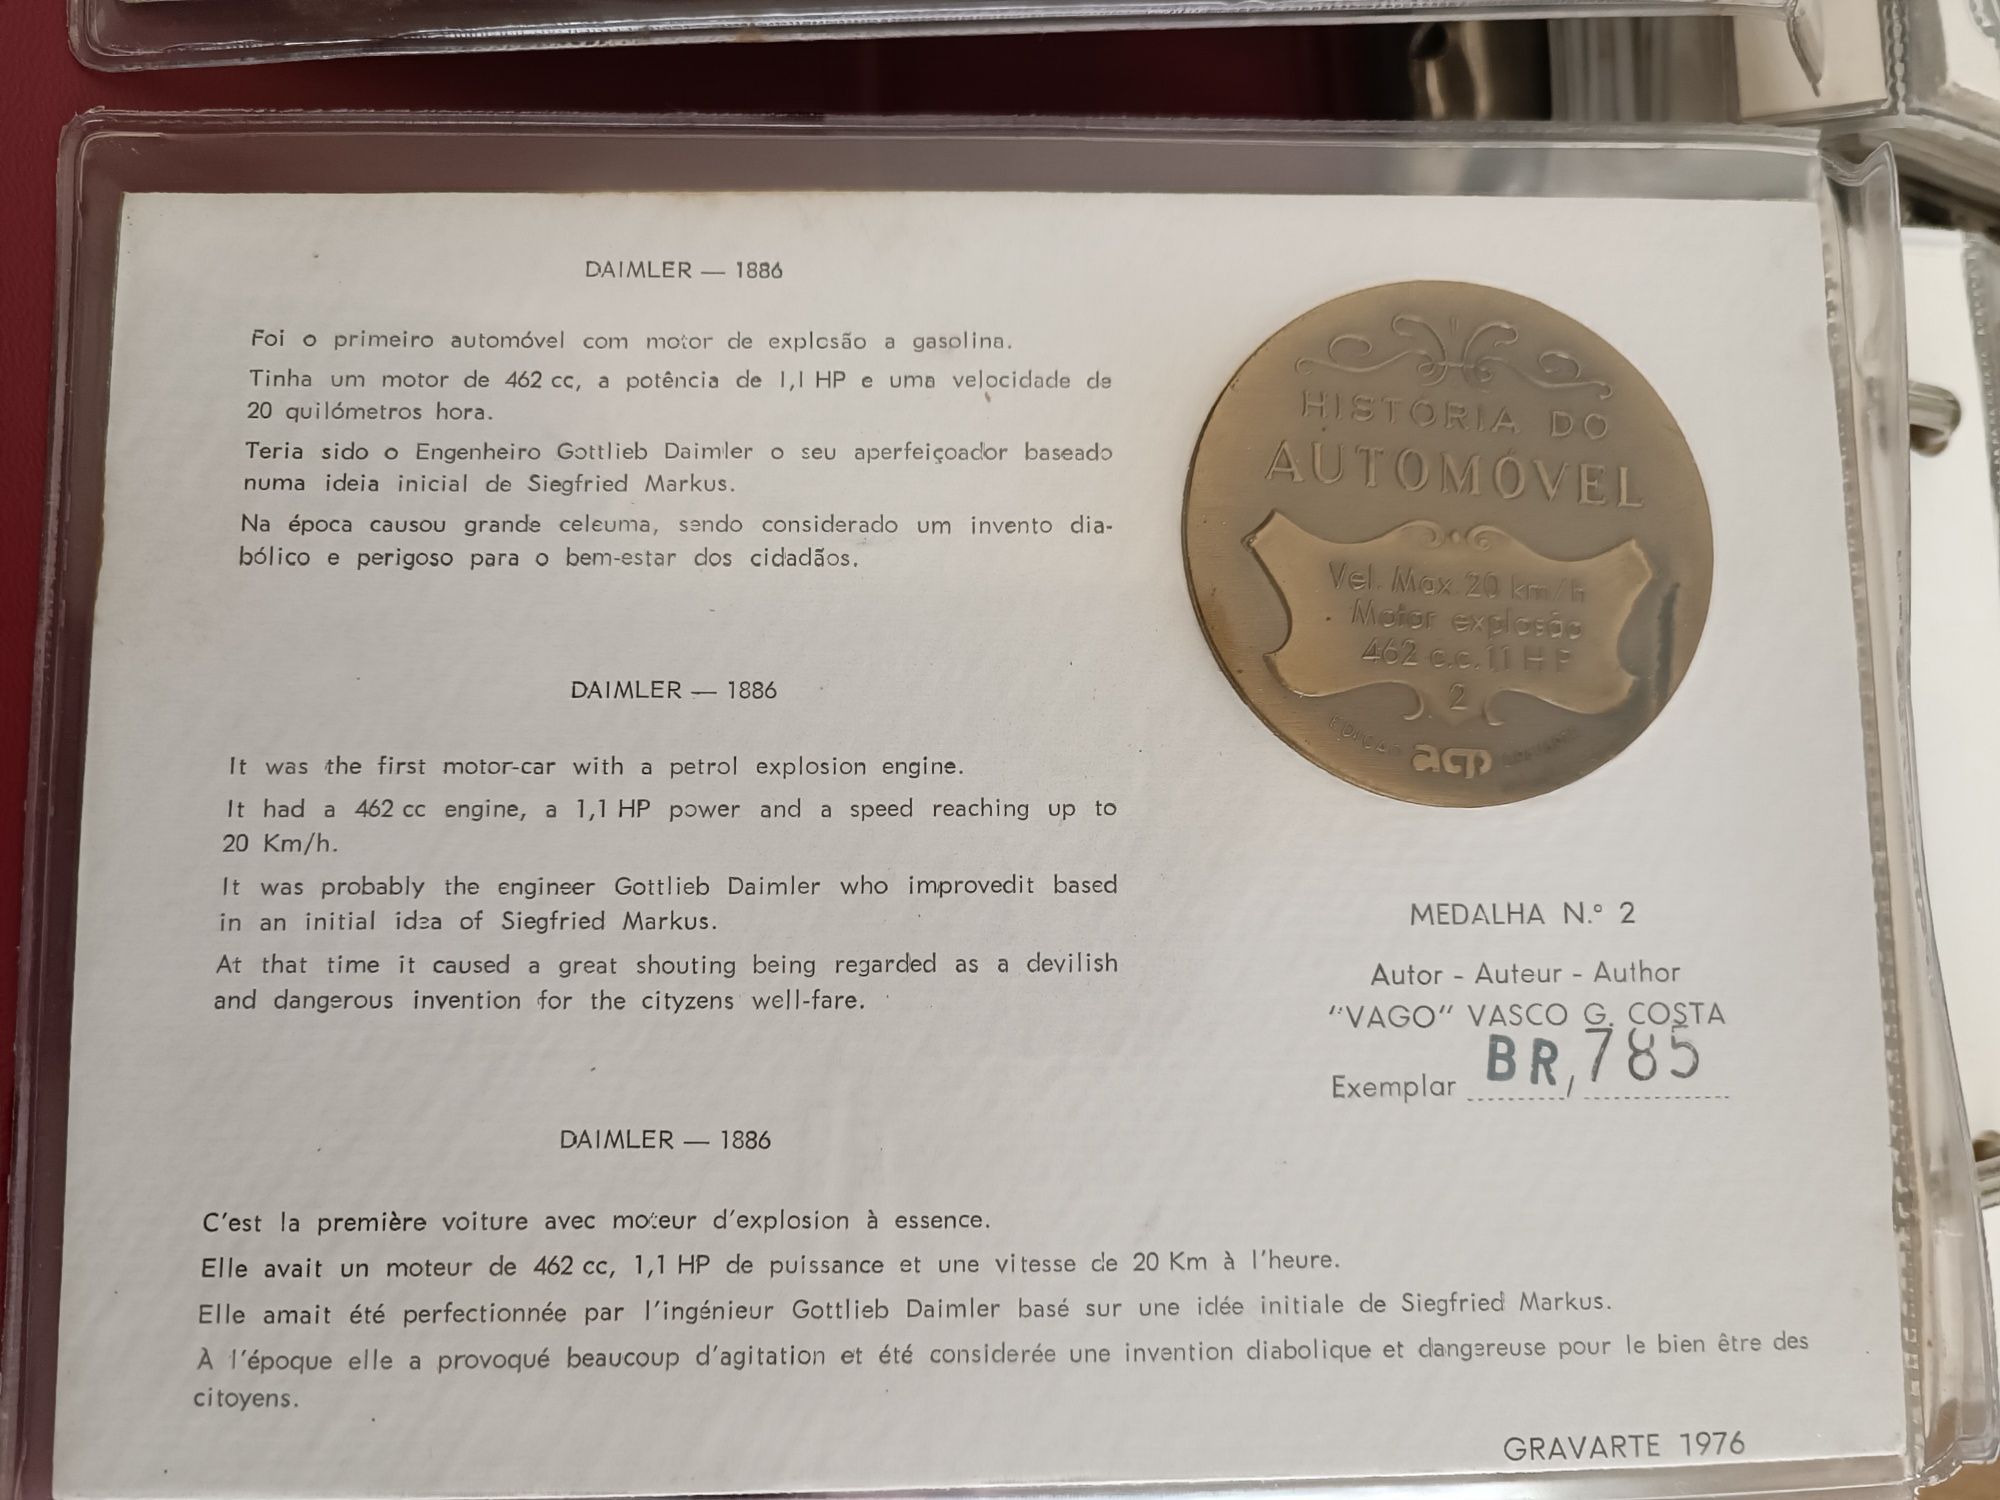 DAIMLER — 1886
Foi o primeiro automóvel com motor de explosão a gasolina.
Tinha um motor de 462 cc, a potência de 1,1 HP e uma velocidade de
20 quilómetros hora.
Teria sido o Engenheiro Gottlieb Daimler o seu aperfeiçoador baseado
numa ideia inicial de Siegfried Markus.
Na época causou grande celeuma, sendo considerado um invento dia-
bólico e perigoso para o bem-estar dos cidadãos.
DAIMLER — 1886
It was the first motor-car with a petrol explosion engine.
It had a 462 cc engine, a 1,1 HP power and a speed reaching up to
20 Km/h.
It was probably the engineer Gottlieb Daimler who improvedit based
in an initial idea of Siegfried Markus.
At that time it caused a great shouting being regarded as a devilish
and dangerous invention for the cityzens well-fare.
DAIMLER — 1886
C'est la première voiture avec moteur d'explosion à essence.
Elle avait un moteur de 462 cc, 1,1 HP de puissance et une vitesse de 20 Km à l'heure.
Elle amait été perfectionnée par l'ingénieur Gottlieb Daimler basé sur une idée initiale de Siegfried Markus.
À l'époque elle a provoqué beaucoup d'agitation et été considerée une invention diabolique et dangereuse pour le bien être des
citoyens.
HISTÓRIA DO
AUTOMÓVEL
Vel. Max. 20 km/h
Motor explosão
462 c.c. 11 H P
2
EDIÇÃO acp
MEDALHA N.º 2
Autor - Auteur - Author
"VAGO" VASCO G. COSTA
Exemplar BR, 785
GRAVARTE 1976